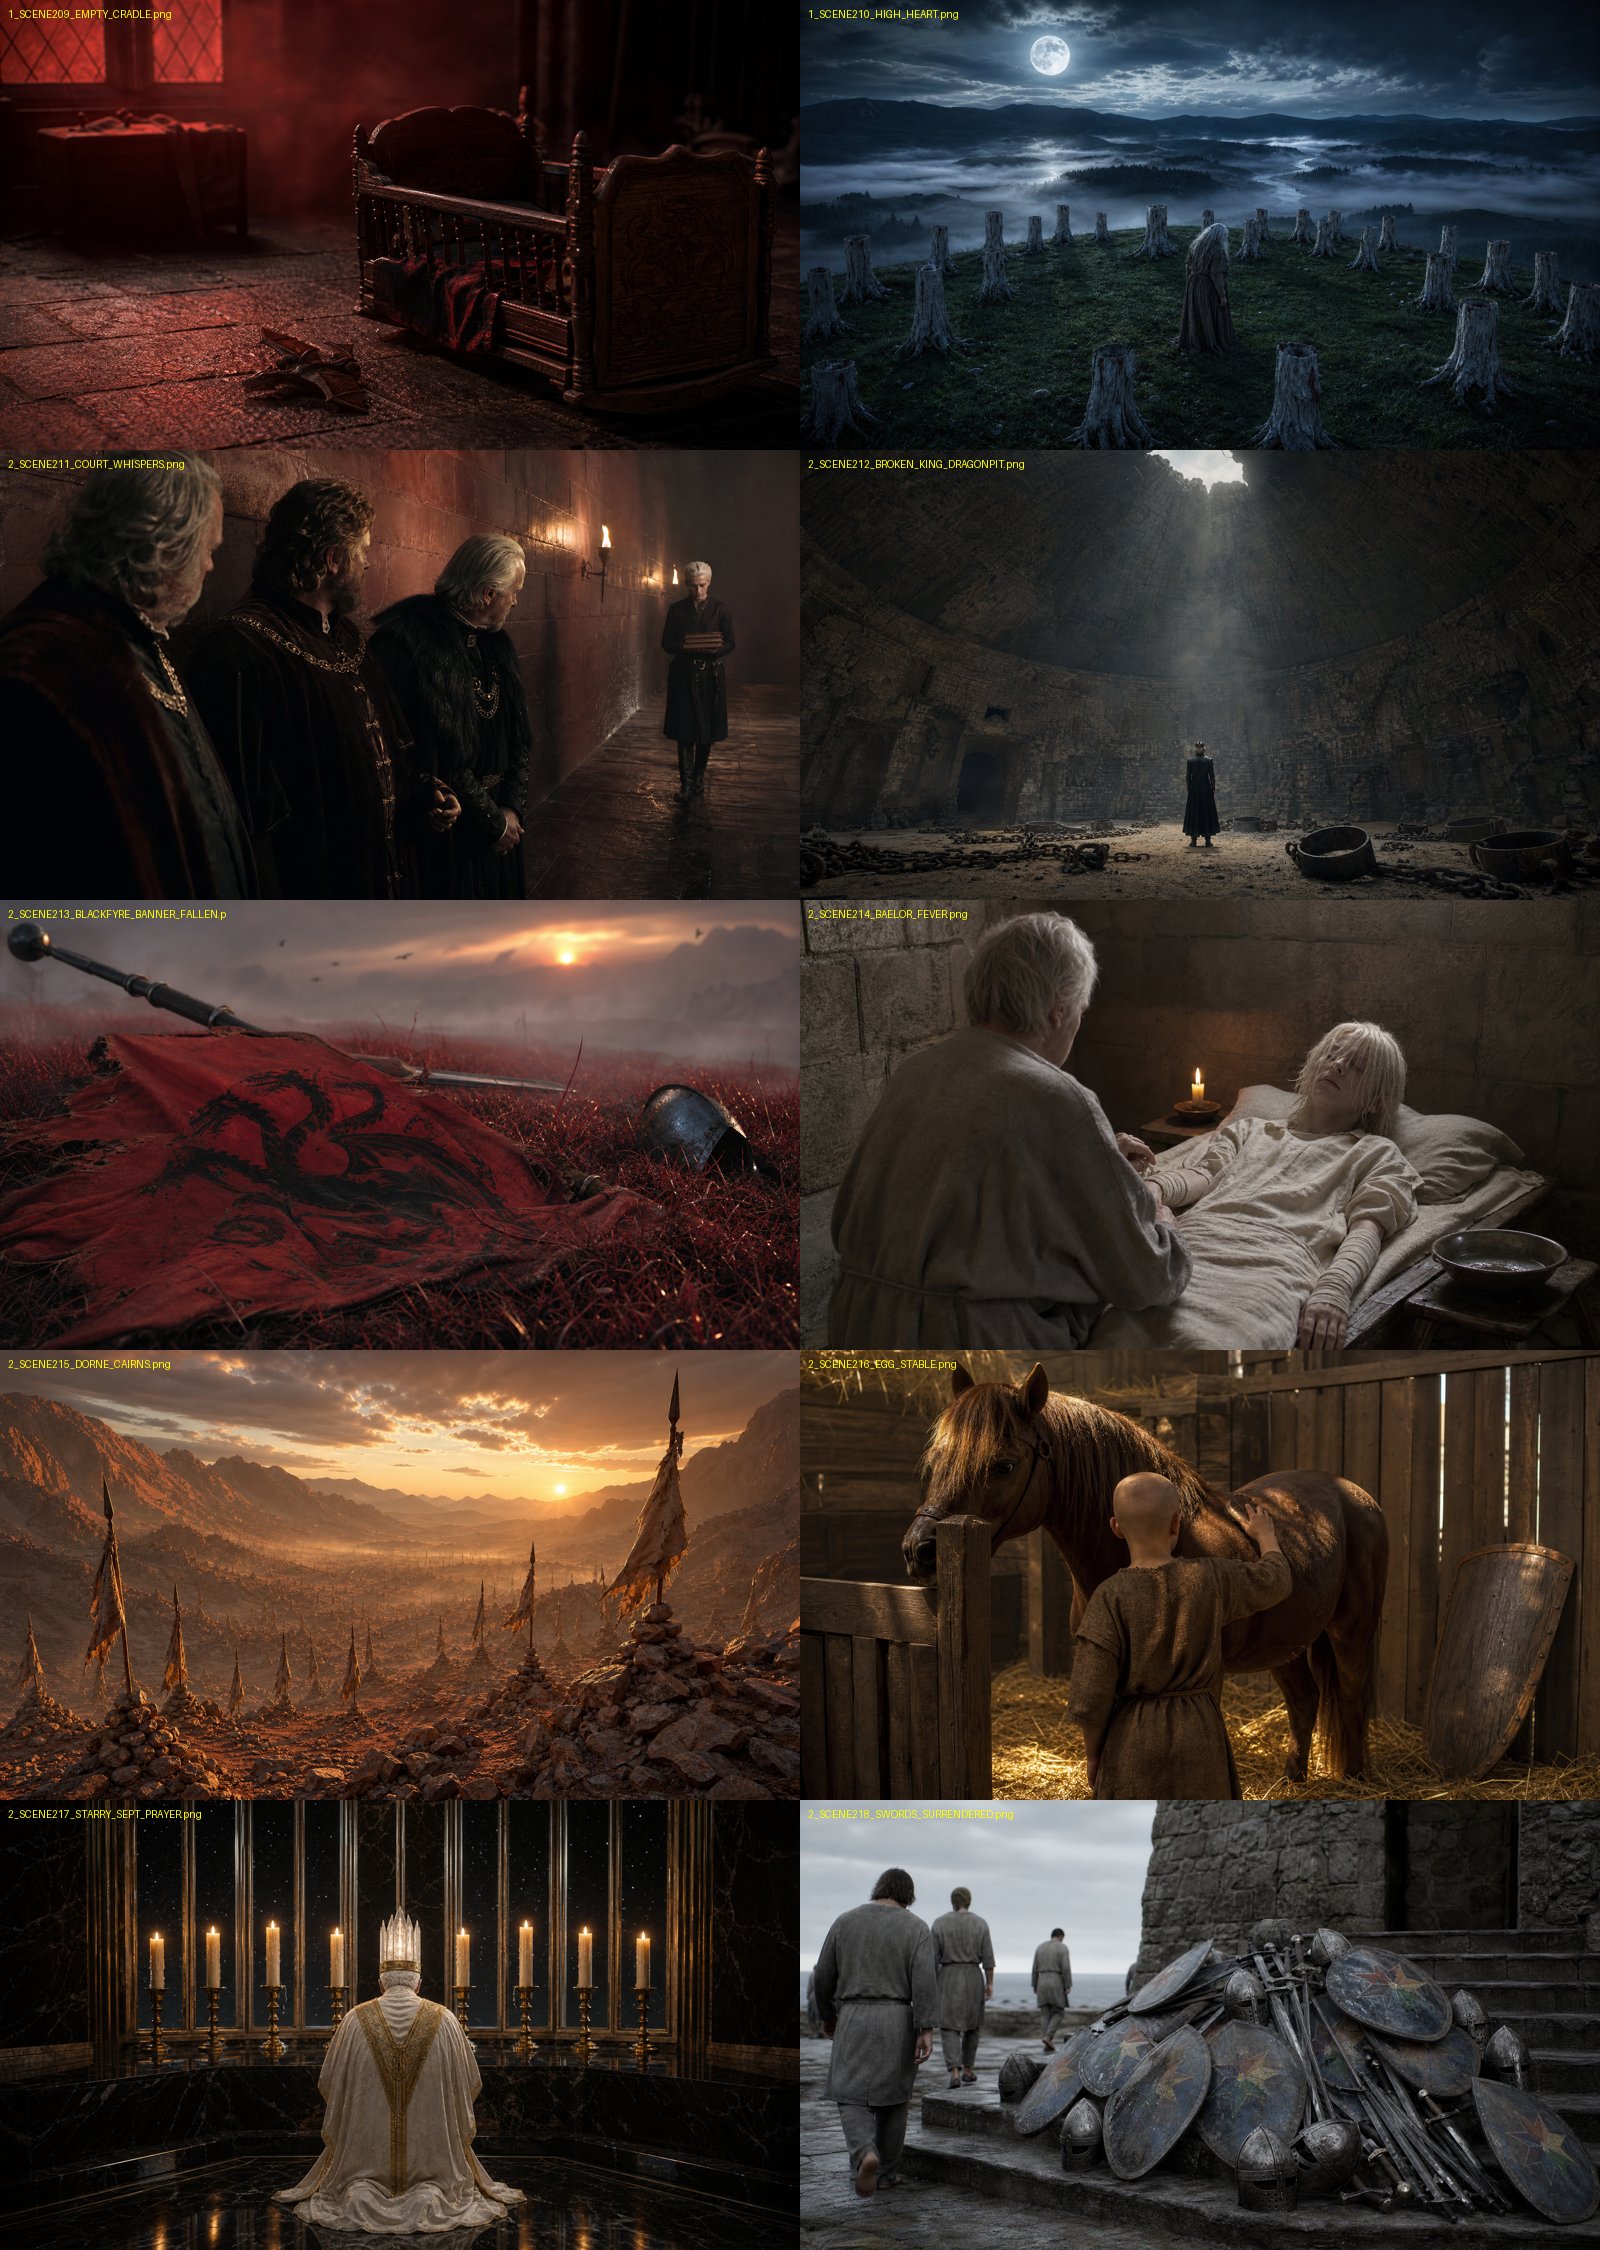 1_SCENE209_EMPTY_CRADLE.png
1_SCENE210_HIGH_HEART.png
2_SCENE211_COURT_WHISPERS.png
2_SCENE212_BROKEN_KING_DRAGONPIT.png
2_SCENE213_BLACKFYRE_BANNER_FALLEN.p
2_SCENE214_BAELOR_FEVER.png
2_SCENE215_DORNE_CAIRNS.png
2_SCENE216_EGG_STABLE.png
2_SCENE217_STARRY_SEPT_PRAYER.png
2_SCENE218_SWORDS_SURRENDERED.png